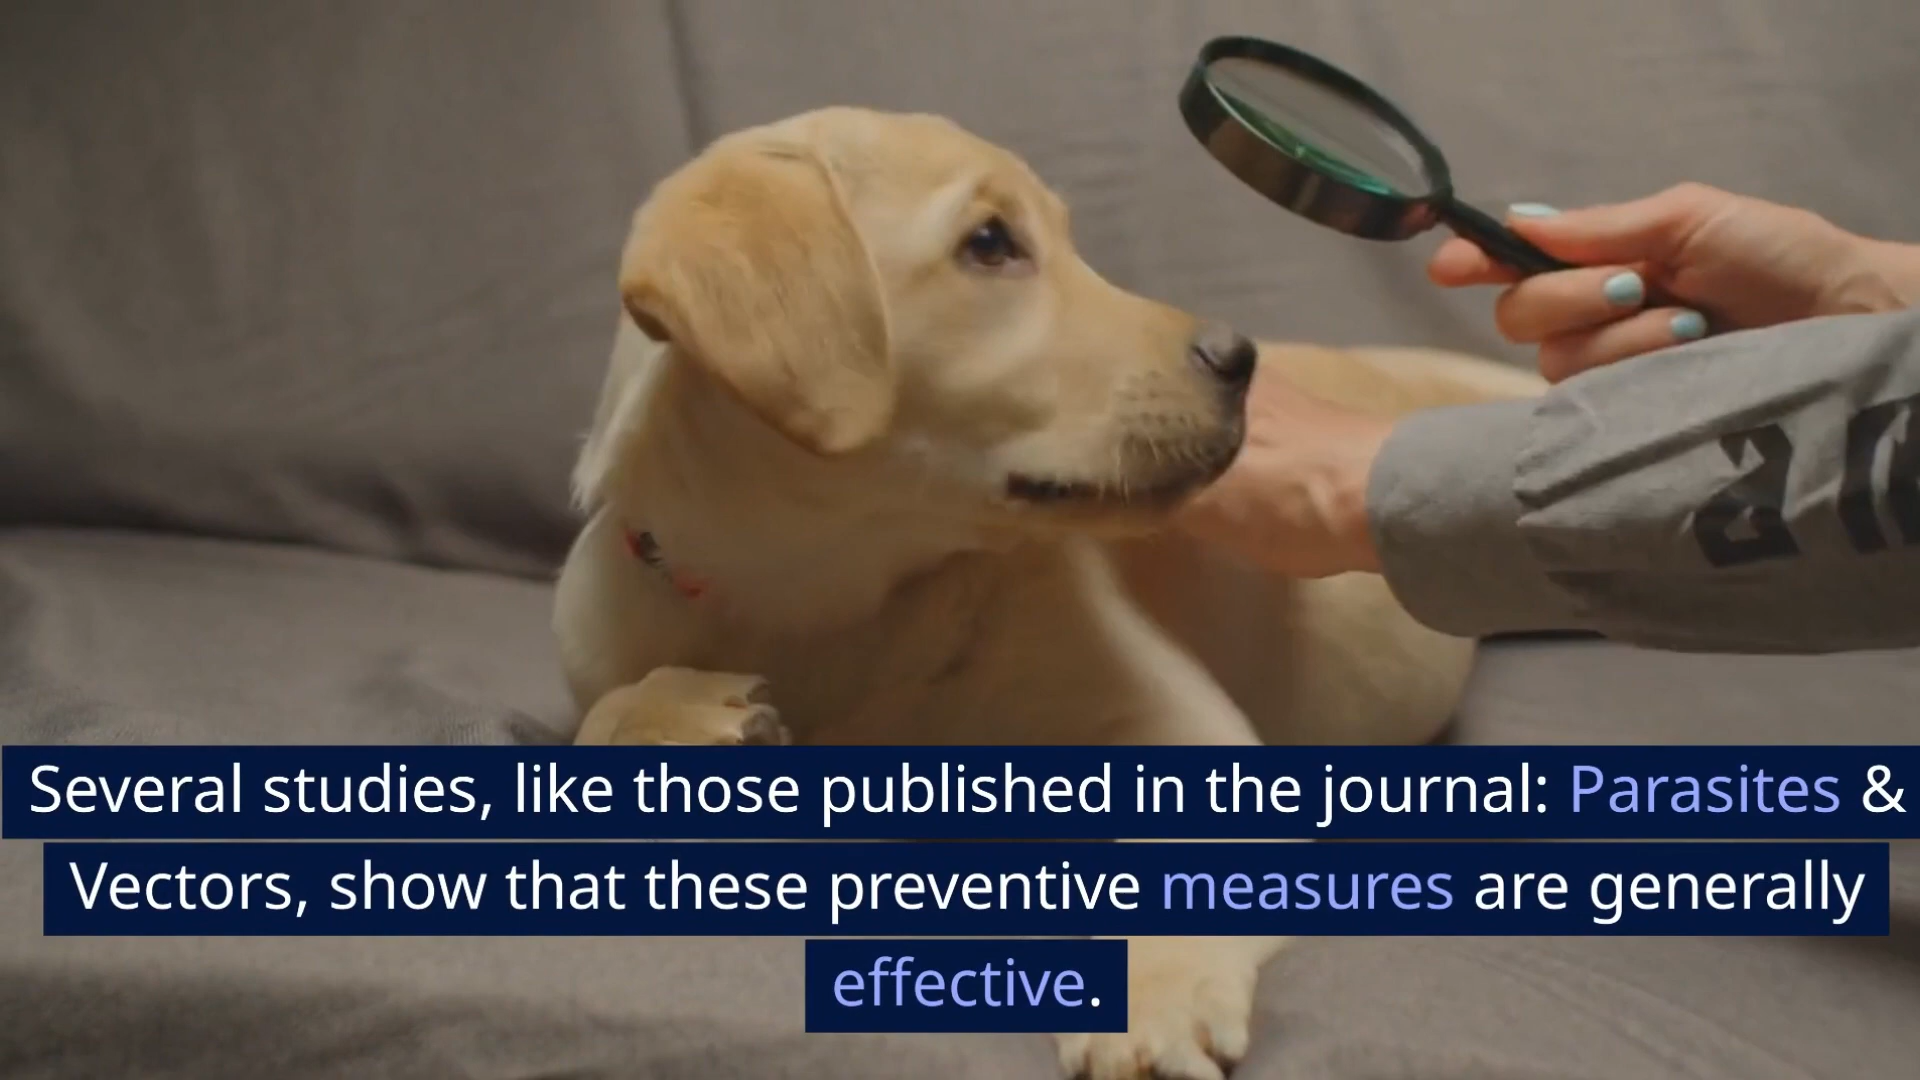 Several studies, like those published in the journal: Parasites &
Vectors, show that these preventive measures are generally
effective.